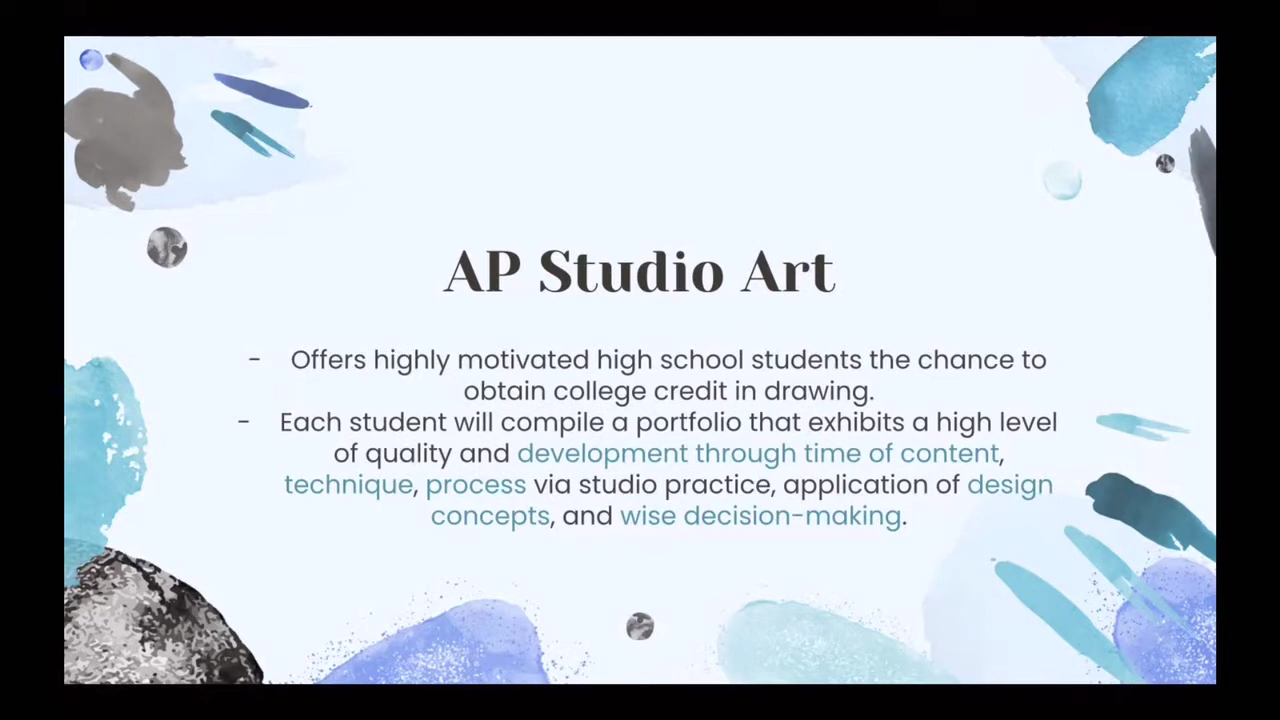 AP Studio Art
- Offers highly motivated high school students the chance to
obtain college credit in drawing.
- Each student will compile a portfolio that exhibits a high level
of quality and development through time of content,
technique, process via studio practice, application of design
concepts, and wise decision-making.